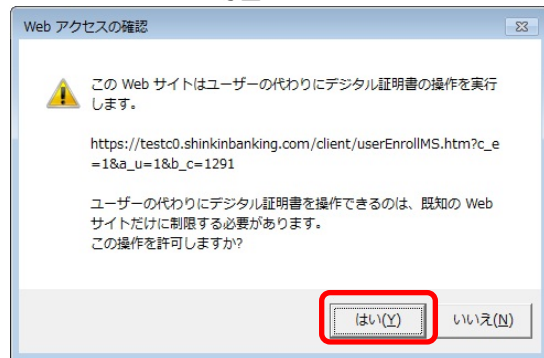 Web アクセスの確認
この Web サイトはユーザーの代わりにデジタル証明書の操作を実行
します。
https://testc0.shinkinbanking.com/client/userEnrollMS.htm?c_e
=1&a_u=1&b_c=1291
ユーザーの代わりにデジタル証明書を操作できるのは、既知の Web
サイトだけに制限する必要があります。
この操作を許可しますか?
はい(Y) いいえ(N)